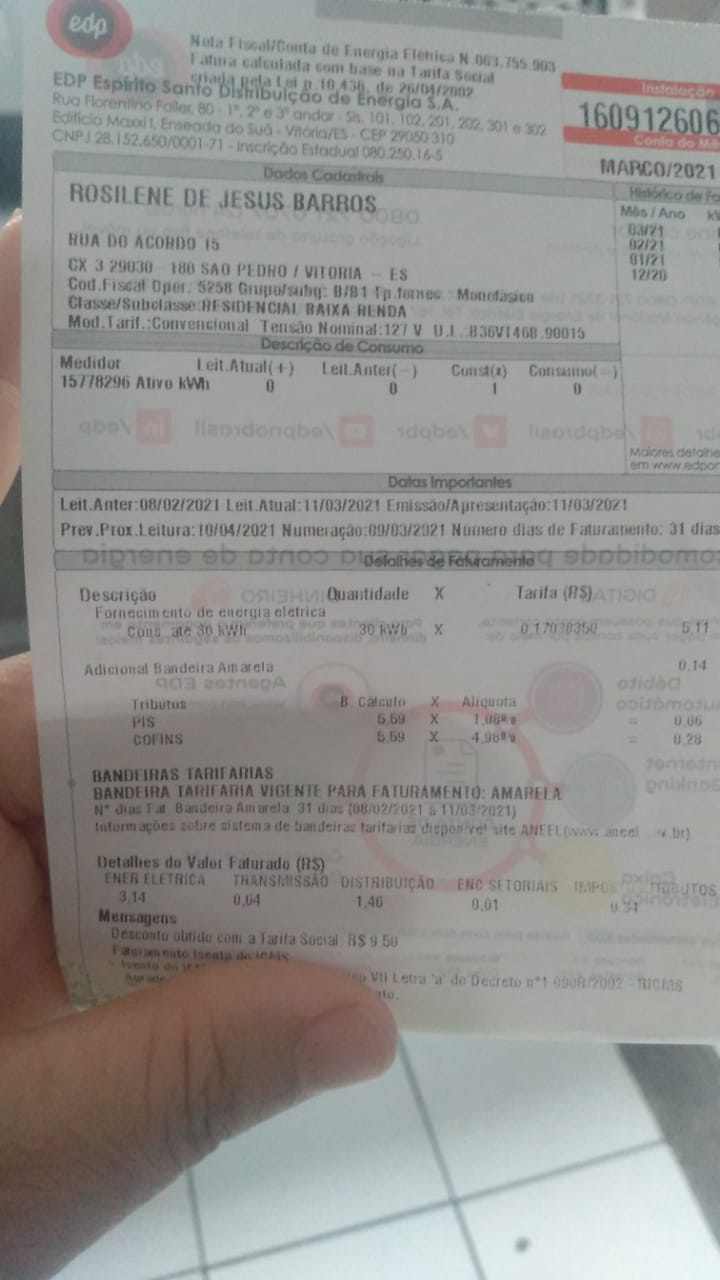 edp
Nota Fiscal/Conta de Energia Elétrica N.063.755.903
Fatura calculada com base na Tarifa Social
criada pela Lei n.10.438, de 26/04/2002
EDP Espírito Santo Distribuição de Energia S.A.
Rua Florentino Faller, 80 - 1º, 2º e 3º andar - Sls. 101, 102, 201, 202, 301 e 302
Edifício Maxxi I, Enseada do Suá - Vitória/ES - CEP 29050 310
CNPJ 28.152.650/0001-71 - Inscrição Estadual 080.250.16-5
Instalação
160912606
Conta do Mê
MARCO/2021
Dados Cadastrais
ROSILENE DE JESUS BARROS
RUA DO ACORDO 15
CX 3 29030-180 SAO PEDRO / VITORIA - ES
Cod.Fiscal Oper: 5258 Grupo/subg: B/B1 Tp.fornec.: Monofásico
Classe/Subclasse:RESIDENCIAL BAIXA RENDA
Mod.Tarif.:Convencional Tensão Nominal:127 V U.L.:B36VT46B.90015
Histórico de Fa
Mês / Ano kV
03/21
02/21
01/21
12/20
Descrição de Consumo
Medidor Leit.Atual(+) Leit.Anter(-) Const(x) Consumo(-)
15778296 Ativo kWh 0 0 1 0
Maiores detalhe
em www.edpor
Datas Importantes
Leit.Anter:08/02/2021 Leit.Atual:11/03/2021 Emissão/Apresentação:11/03/2021
Prev.Prox.Leitura:10/04/2021 Numeração:09/03/2021 Número dias de Faturamento: 31 dias
Detalhes de Faturamento
Descrição Quantidade X Tarifa (R$)
Fornecimento de energia elétrica
Cons. até 30 kWh 30 kWh X 0,17038350 5,11
Adicional Bandeira Amarela 0,14
Tributos B. Cálculo X Alíquota
PIS 5,59 X 1,08% = 0,06
COFINS 5,59 X 4,98% = 0,28
BANDEIRAS TARIFARIAS
BANDEIRA TARIFARIA VIGENTE PARA FATURAMENTO: AMARELA
Nº dias Fat. Bandeira Amarela: 31 dias (08/02/2021 a 11/03/2021)
Informações sobre sistema de bandeiras tarifárias disponível site ANEEL(www.aneel .v.br)
Detalhes do Valor Faturado (R$)
ENER ELETRICA TRANSMISSÃO DISTRIBUIÇÃO ENC SETORIAIS IMPOS TRIBUTOS
3,14 0,64 1,46 0,01 0,34
Mensagens
Desconto obtido com a Tarifa Social: R$ 9,50
Faturamento Isento de ICMS
VII Letra 'a' do Decreto nº1.090R/2002 - RICMS